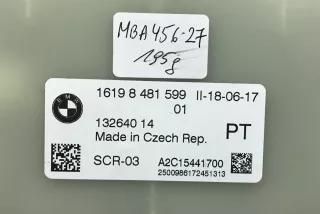 MBA456-27
195g
BMW
1619 8 481 599 II-18-06-17
01
132640 14 PT
Made in Czech Rep.
SCR-03 A2C15441700
2500986172451313